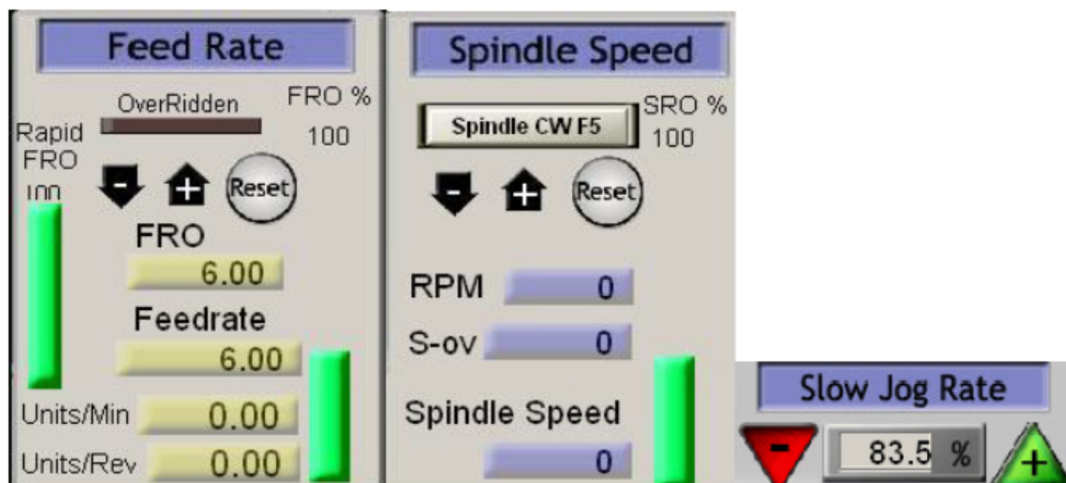 Feed Rate
OverRidden
FRO %
100
Rapid
FRO
100
-
+
Reset
FRO
6.00
Feedrate
6.00
Units/Min 0.00
Units/Rev 0.00
Spindle Speed
Spindle CW F5
SRO %
100
-
+
Reset
RPM 0
S-ov 0
Spindle Speed
0
Slow Jog Rate
- 83.5 % +